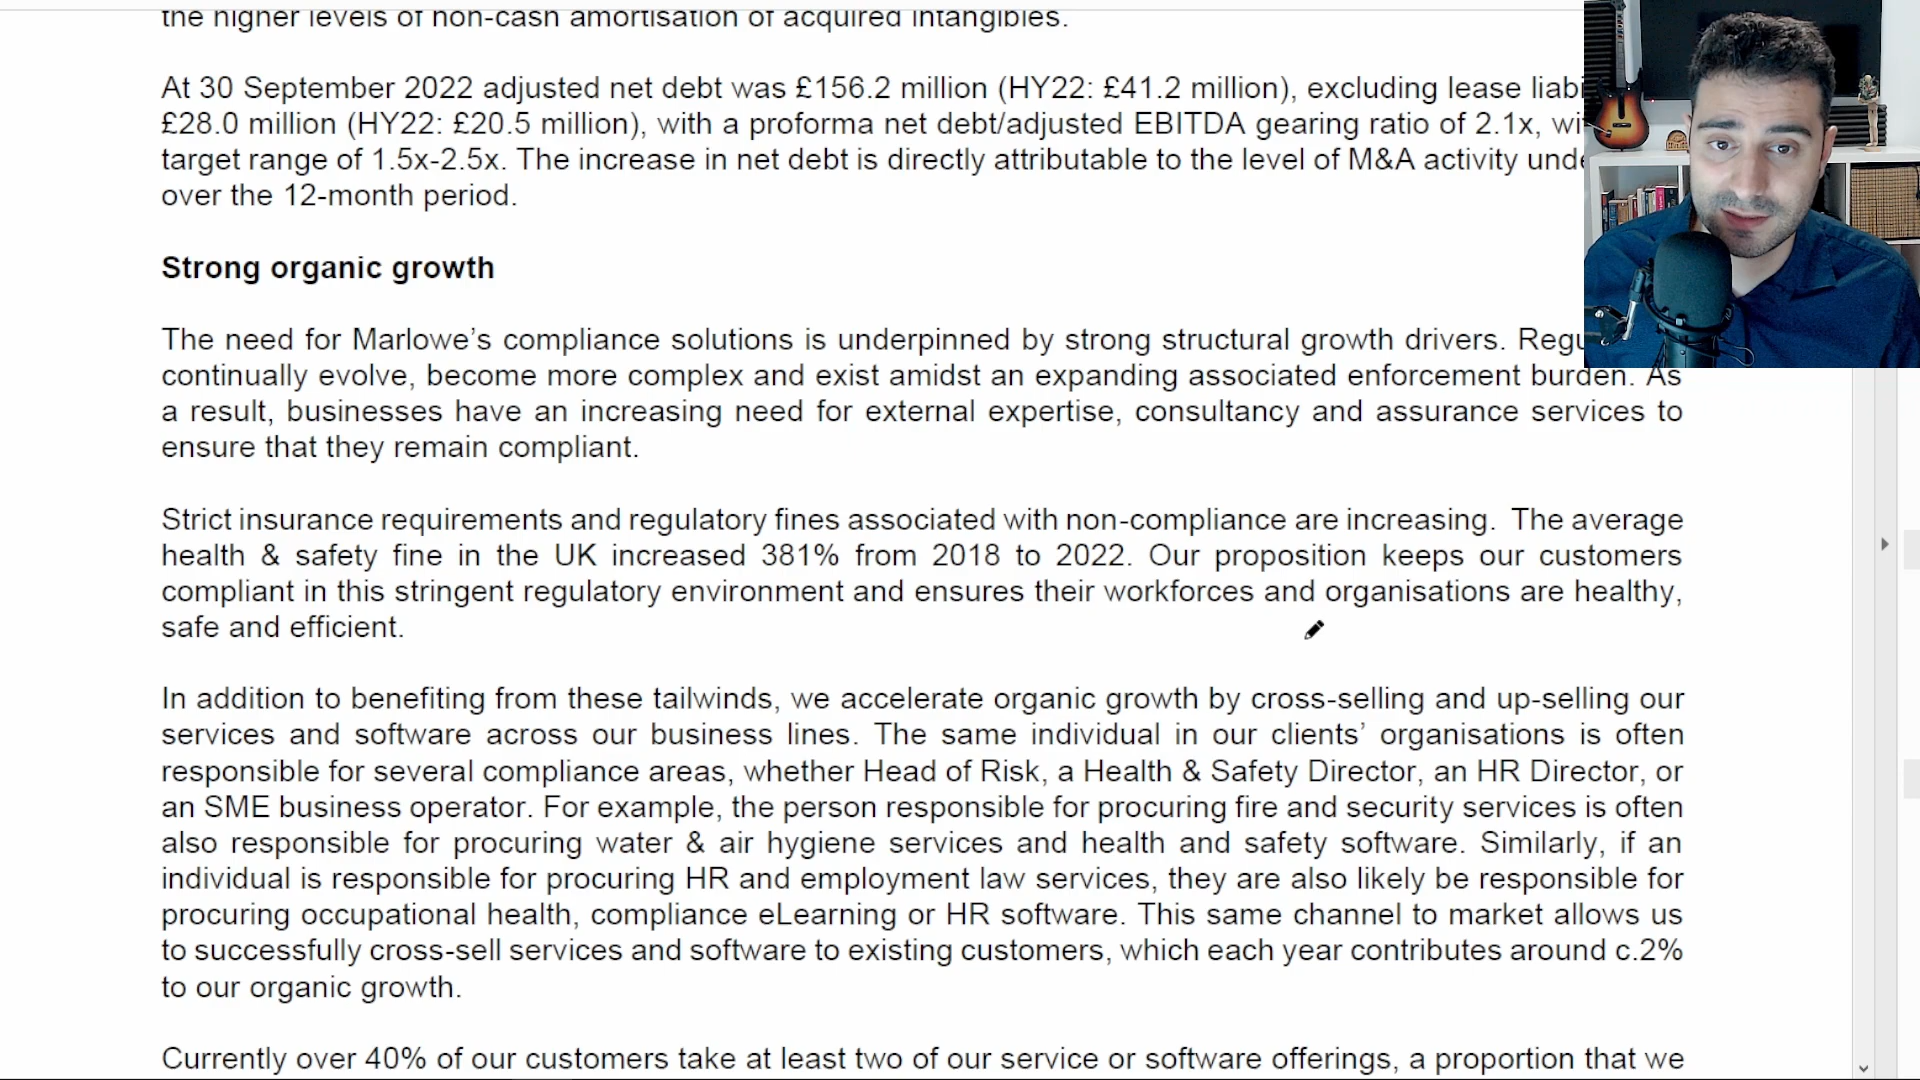 the higher levels of non-cash amortisation of acquired intangibles.
At 30 September 2022 adjusted net debt was £156.2 million (HY22: £41.2 million), excluding lease liabi
£28.0 million (HY22: £20.5 million), with a proforma net debt/adjusted EBITDA gearing ratio of 2.1x, wi
target range of 1.5x-2.5x. The increase in net debt is directly attributable to the level of M&A activity unde
over the 12-month period.
Strong organic growth
The need for Marlowe’s compliance solutions is underpinned by strong structural growth drivers. Regu
continually evolve, become more complex and exist amidst an expanding associated enforcement burden. As
a result, businesses have an increasing need for external expertise, consultancy and assurance services to
ensure that they remain compliant.
Strict insurance requirements and regulatory fines associated with non-compliance are increasing.  The average
health & safety fine in the UK increased 381% from 2018 to 2022. Our proposition keeps our customers
compliant in this stringent regulatory environment and ensures their workforces and organisations are healthy,
safe and efficient.
In addition to benefiting from these tailwinds, we accelerate organic growth by cross-selling and up-selling our
services and software across our business lines. The same individual in our clients’ organisations is often
responsible for several compliance areas, whether Head of Risk, a Health & Safety Director, an HR Director, or
an SME business operator. For example, the person responsible for procuring fire and security services is often
also responsible for procuring water & air hygiene services and health and safety software. Similarly, if an
individual is responsible for procuring HR and employment law services, they are also likely be responsible for
procuring occupational health, compliance eLearning or HR software. This same channel to market allows us
to successfully cross-sell services and software to existing customers, which each year contributes around c.2%
to our organic growth.
Currently over 40% of our customers take at least two of our service or software offerings, a proportion that we